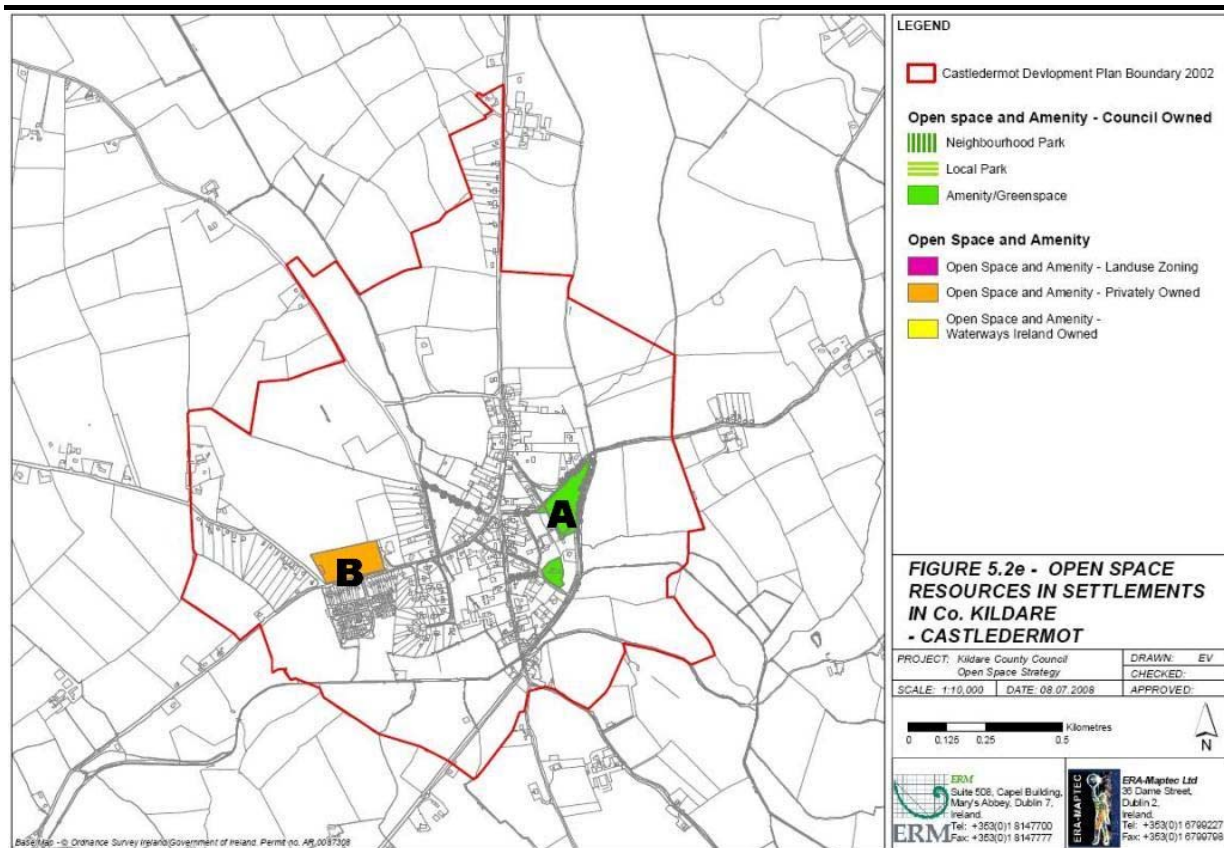 LEGEND
Castledermot Devlopment Plan Boundary 2002
Open space and Amenity - Council Owned
Neighbourhood Park
Local Park
Amenity/Greenspace
Open Space and Amenity
Open Space and Amenity - Landuse Zoning
Open Space and Amenity - Privately Owned
Open Space and Amenity -
Waterways Ireland Owned
A
B
FIGURE 5.2e - OPEN SPACE
RESOURCES IN SETTLEMENTS
IN Co. KILDARE
- CASTLEDERMOT
PROJECT: Kildare County Council
Open Space Strategy
DRAWN: EV
CHECKED:
SCALE: 1:10,000 DATE: 08.07.2008 APPROVED:
Kilometres
0 0.125 0.25 0.5
N
ERM
ERM
Suite 508, Capel Building,
Mary's Abbey, Dublin 7,
Ireland.
Tel: +353(0)1 8147700
Fax: +353(0)1 8147777
ERA-MAPTEC
ERA-Maptec Ltd
36 Dame Street,
Dublin 2,
Ireland.
Tel: +353(0)1 6799227
Fax: +353(0)1 6799798
Base Map - © Ordnance Survey Ireland/Government of Ireland. Permit no. AR